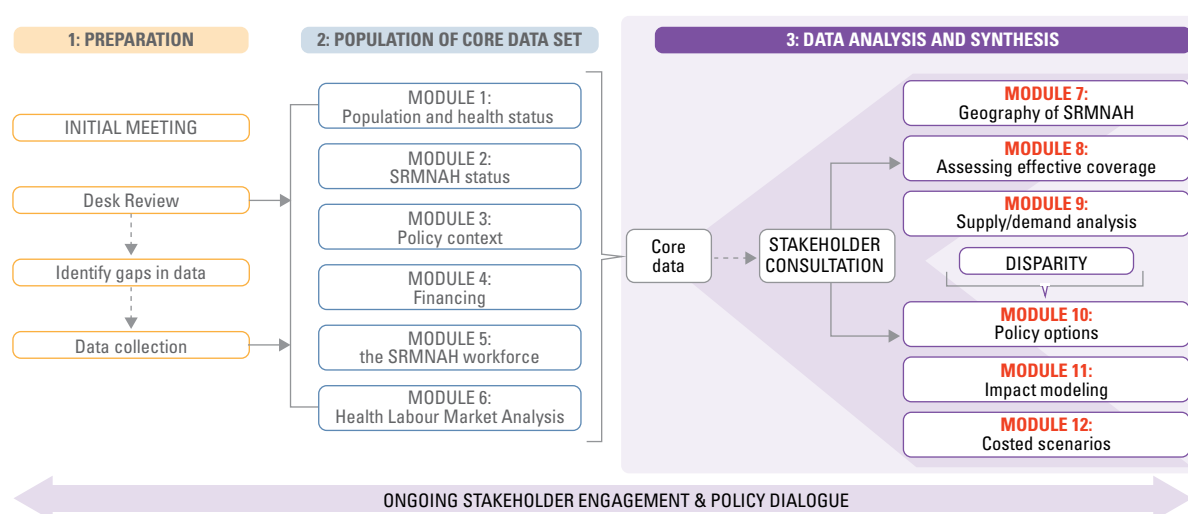 1: PREPARATION
INITIAL MEETING
Desk Review
Identify gaps in data
Data collection
2: POPULATION OF CORE DATA SET
MODULE 1:
Population and health status
MODULE 2:
SRMNAH status
MODULE 3:
Policy context
MODULE 4:
Financing
MODULE 5:
the SRMNAH workforce
MODULE 6:
Health Labour Market Analysis
3: DATA ANALYSIS AND SYNTHESIS
Core
data
STAKEHOLDER
CONSULTATION
MODULE 7:
Geography of SRMNAH
MODULE 8:
Assessing effective coverage
MODULE 9:
Supply/demand analysis
DISPARITY
MODULE 10:
Policy options
MODULE 11:
Impact modeling
MODULE 12:
Costed scenarios
ONGOING STAKEHOLDER ENGAGEMENT & POLICY DIALOGUE